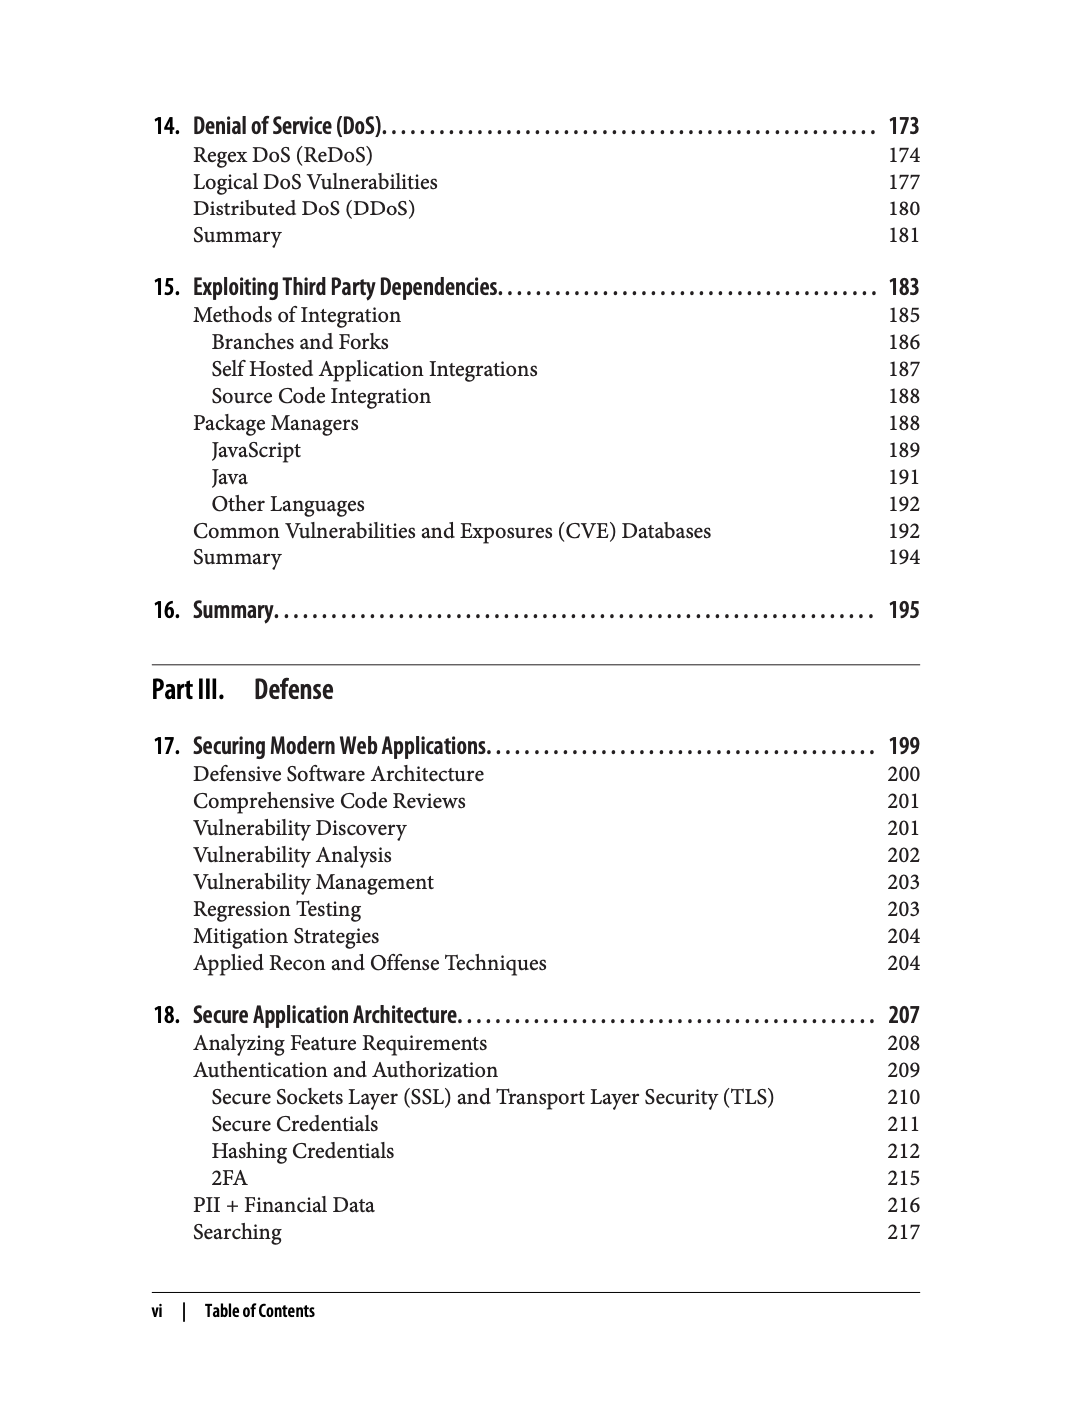 14. Denial of Service (DoS). . . . . . . . . . . . . . . . . . . . . . . . . . . . . . . . . . . . . . . . . . . . . . . . . . . . 173
Regex DoS (ReDoS) 174
Logical DoS Vulnerabilities 177
Distributed DoS (DDoS) 180
Summary 181
15. Exploiting Third Party Dependencies. . . . . . . . . . . . . . . . . . . . . . . . . . . . . . . . . . . . . . . . 183
Methods of Integration 185
Branches and Forks 186
Self Hosted Application Integrations 187
Source Code Integration 188
Package Managers 188
JavaScript 189
Java 191
Other Languages 192
Common Vulnerabilities and Exposures (CVE) Databases 192
Summary 194
16. Summary. . . . . . . . . . . . . . . . . . . . . . . . . . . . . . . . . . . . . . . . . . . . . . . . . . . . . . . . . . . . . . . 195
Part III. Defense
17. Securing Modern Web Applications. . . . . . . . . . . . . . . . . . . . . . . . . . . . . . . . . . . . . . . . . 199
Defensive Software Architecture 200
Comprehensive Code Reviews 201
Vulnerability Discovery 201
Vulnerability Analysis 202
Vulnerability Management 203
Regression Testing 203
Mitigation Strategies 204
Applied Recon and Offense Techniques 204
18. Secure Application Architecture. . . . . . . . . . . . . . . . . . . . . . . . . . . . . . . . . . . . . . . . . . . . 207
Analyzing Feature Requirements 208
Authentication and Authorization 209
Secure Sockets Layer (SSL) and Transport Layer Security (TLS) 210
Secure Credentials 211
Hashing Credentials 212
2FA 215
PII + Financial Data 216
Searching 217
vi | Table of Contents